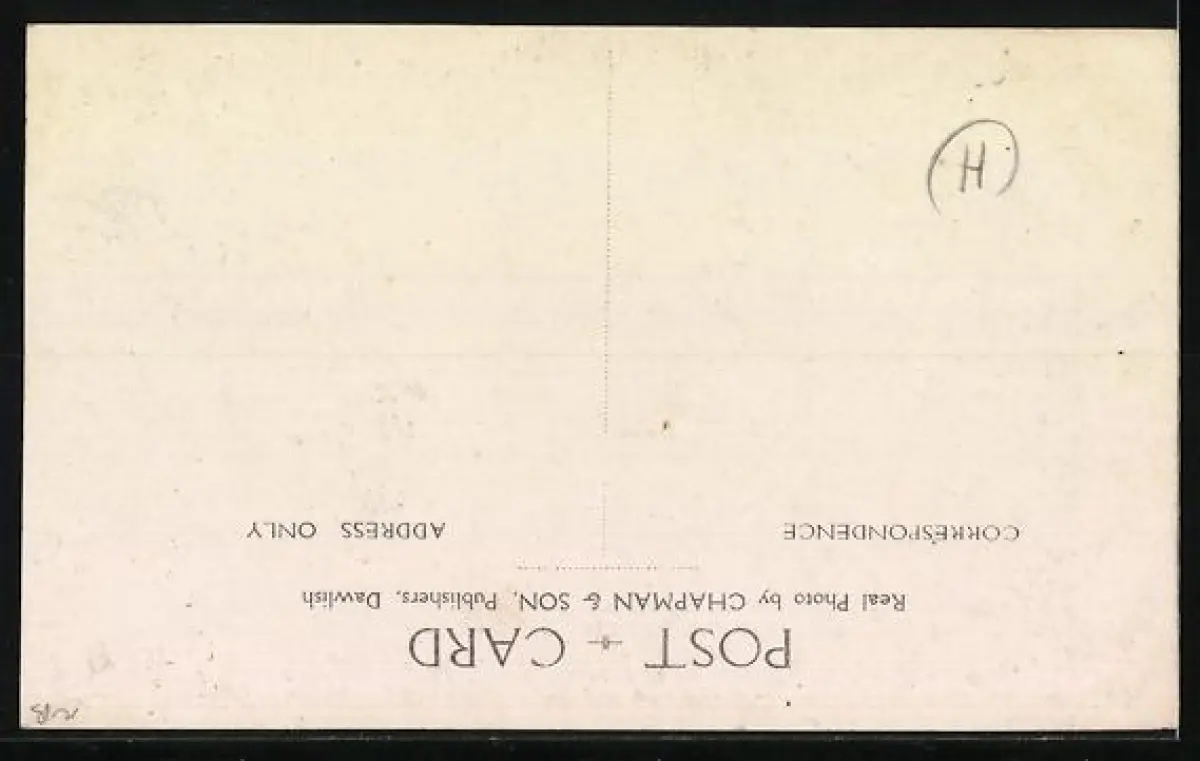 POST CARD
Real Photo by CHAPMAN & SON, Publishers, Dawlish
CORRESPONDENCE
ADDRESS ONLY
H